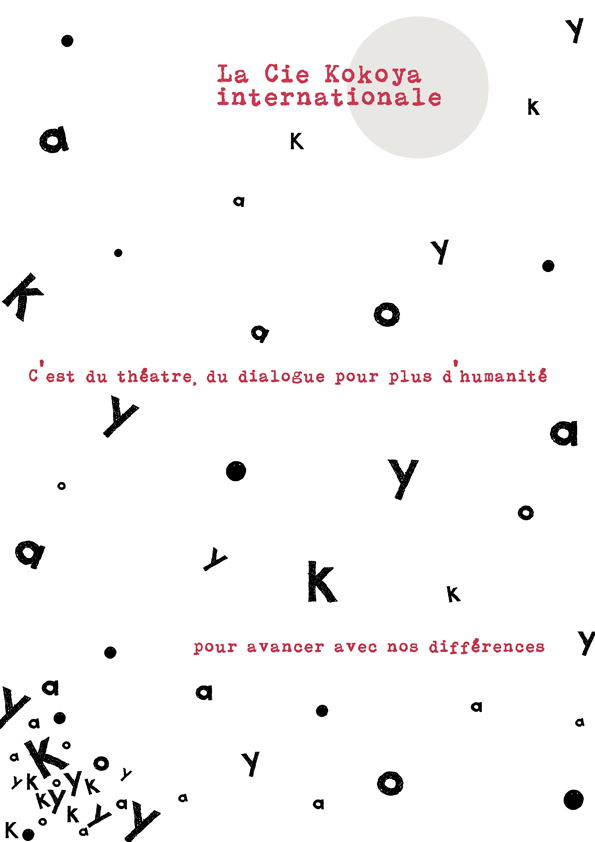 y
La Cie Kokoya
internationale
k
a
K
a
y
k
o
a
C'est du théatre, du dialogue pour plus d'humanité
y
a
y
o
o
a
y
k
k
y
pour avancer avec nos différences
a
a
y
a
a
a
k
o
y
a
o
y
k
o
y
k
y
o
k
y
a
a
a
k
y
y
o
K
a